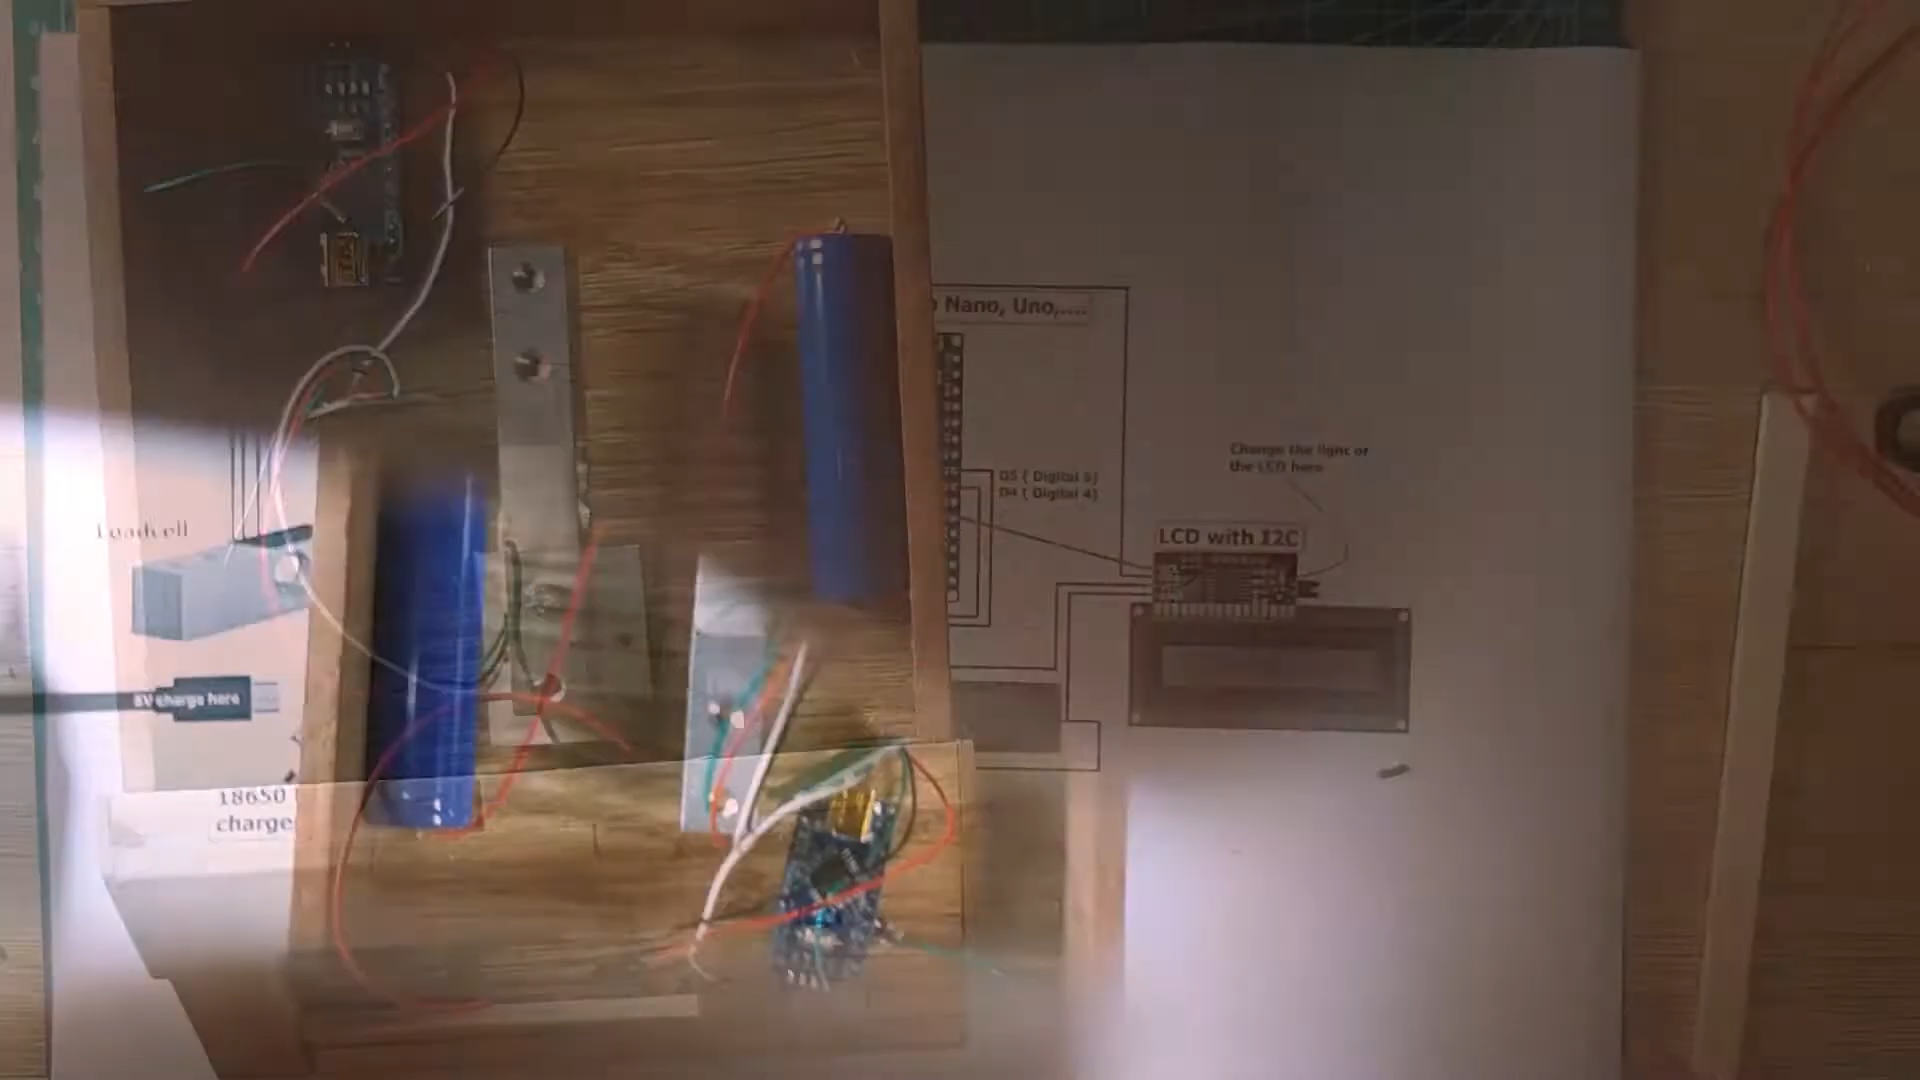 Nano, Uno,....
Change the light or
the LCD here
D5 ( Digital 5)
D4 ( Digital 4)
LCD with I2C
Loadcell
5V charge here
18650
charge